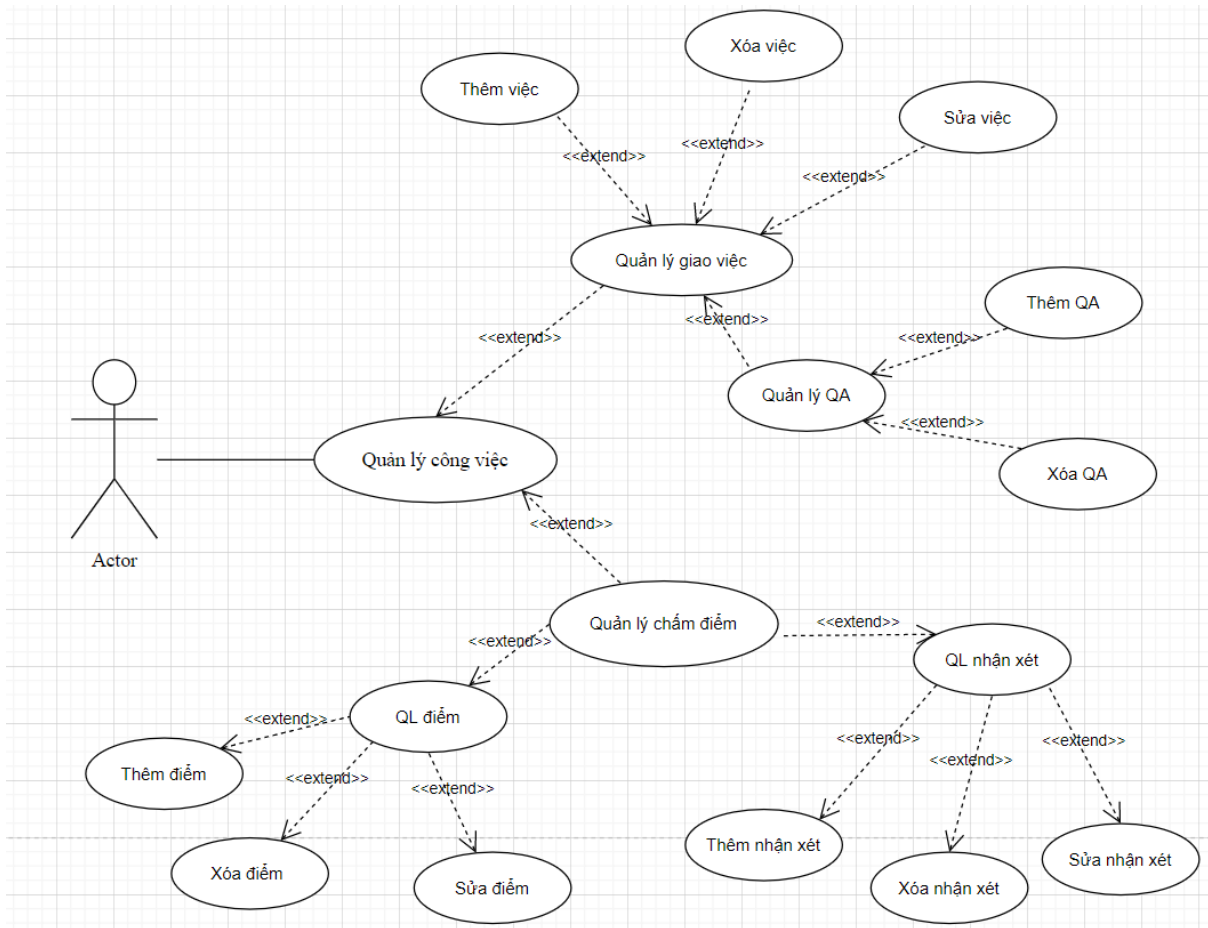 Xóa việc
Thêm việc
Sửa việc
<<extend>>
<<extend>>
<<extend>>
Quản lý giao việc
Thêm QA
<<extend>>
<<extend>>
<<extend>>
Quản lý QA
<<extend>>
Quản lý công việc
Xóa QA
<<extend>>
Actor
Quản lý chấm điểm
<<extend>>
<<extend>>
QL nhận xét
QL điểm
<<extend>>
<<extend>>
<<extend>>
<<extend>>
Thêm điểm
<<extend>>
<<extend>>
<<extend>>
Thêm nhận xét
Sửa nhận xét
Xóa điểm
Sửa điểm
Xóa nhận xét